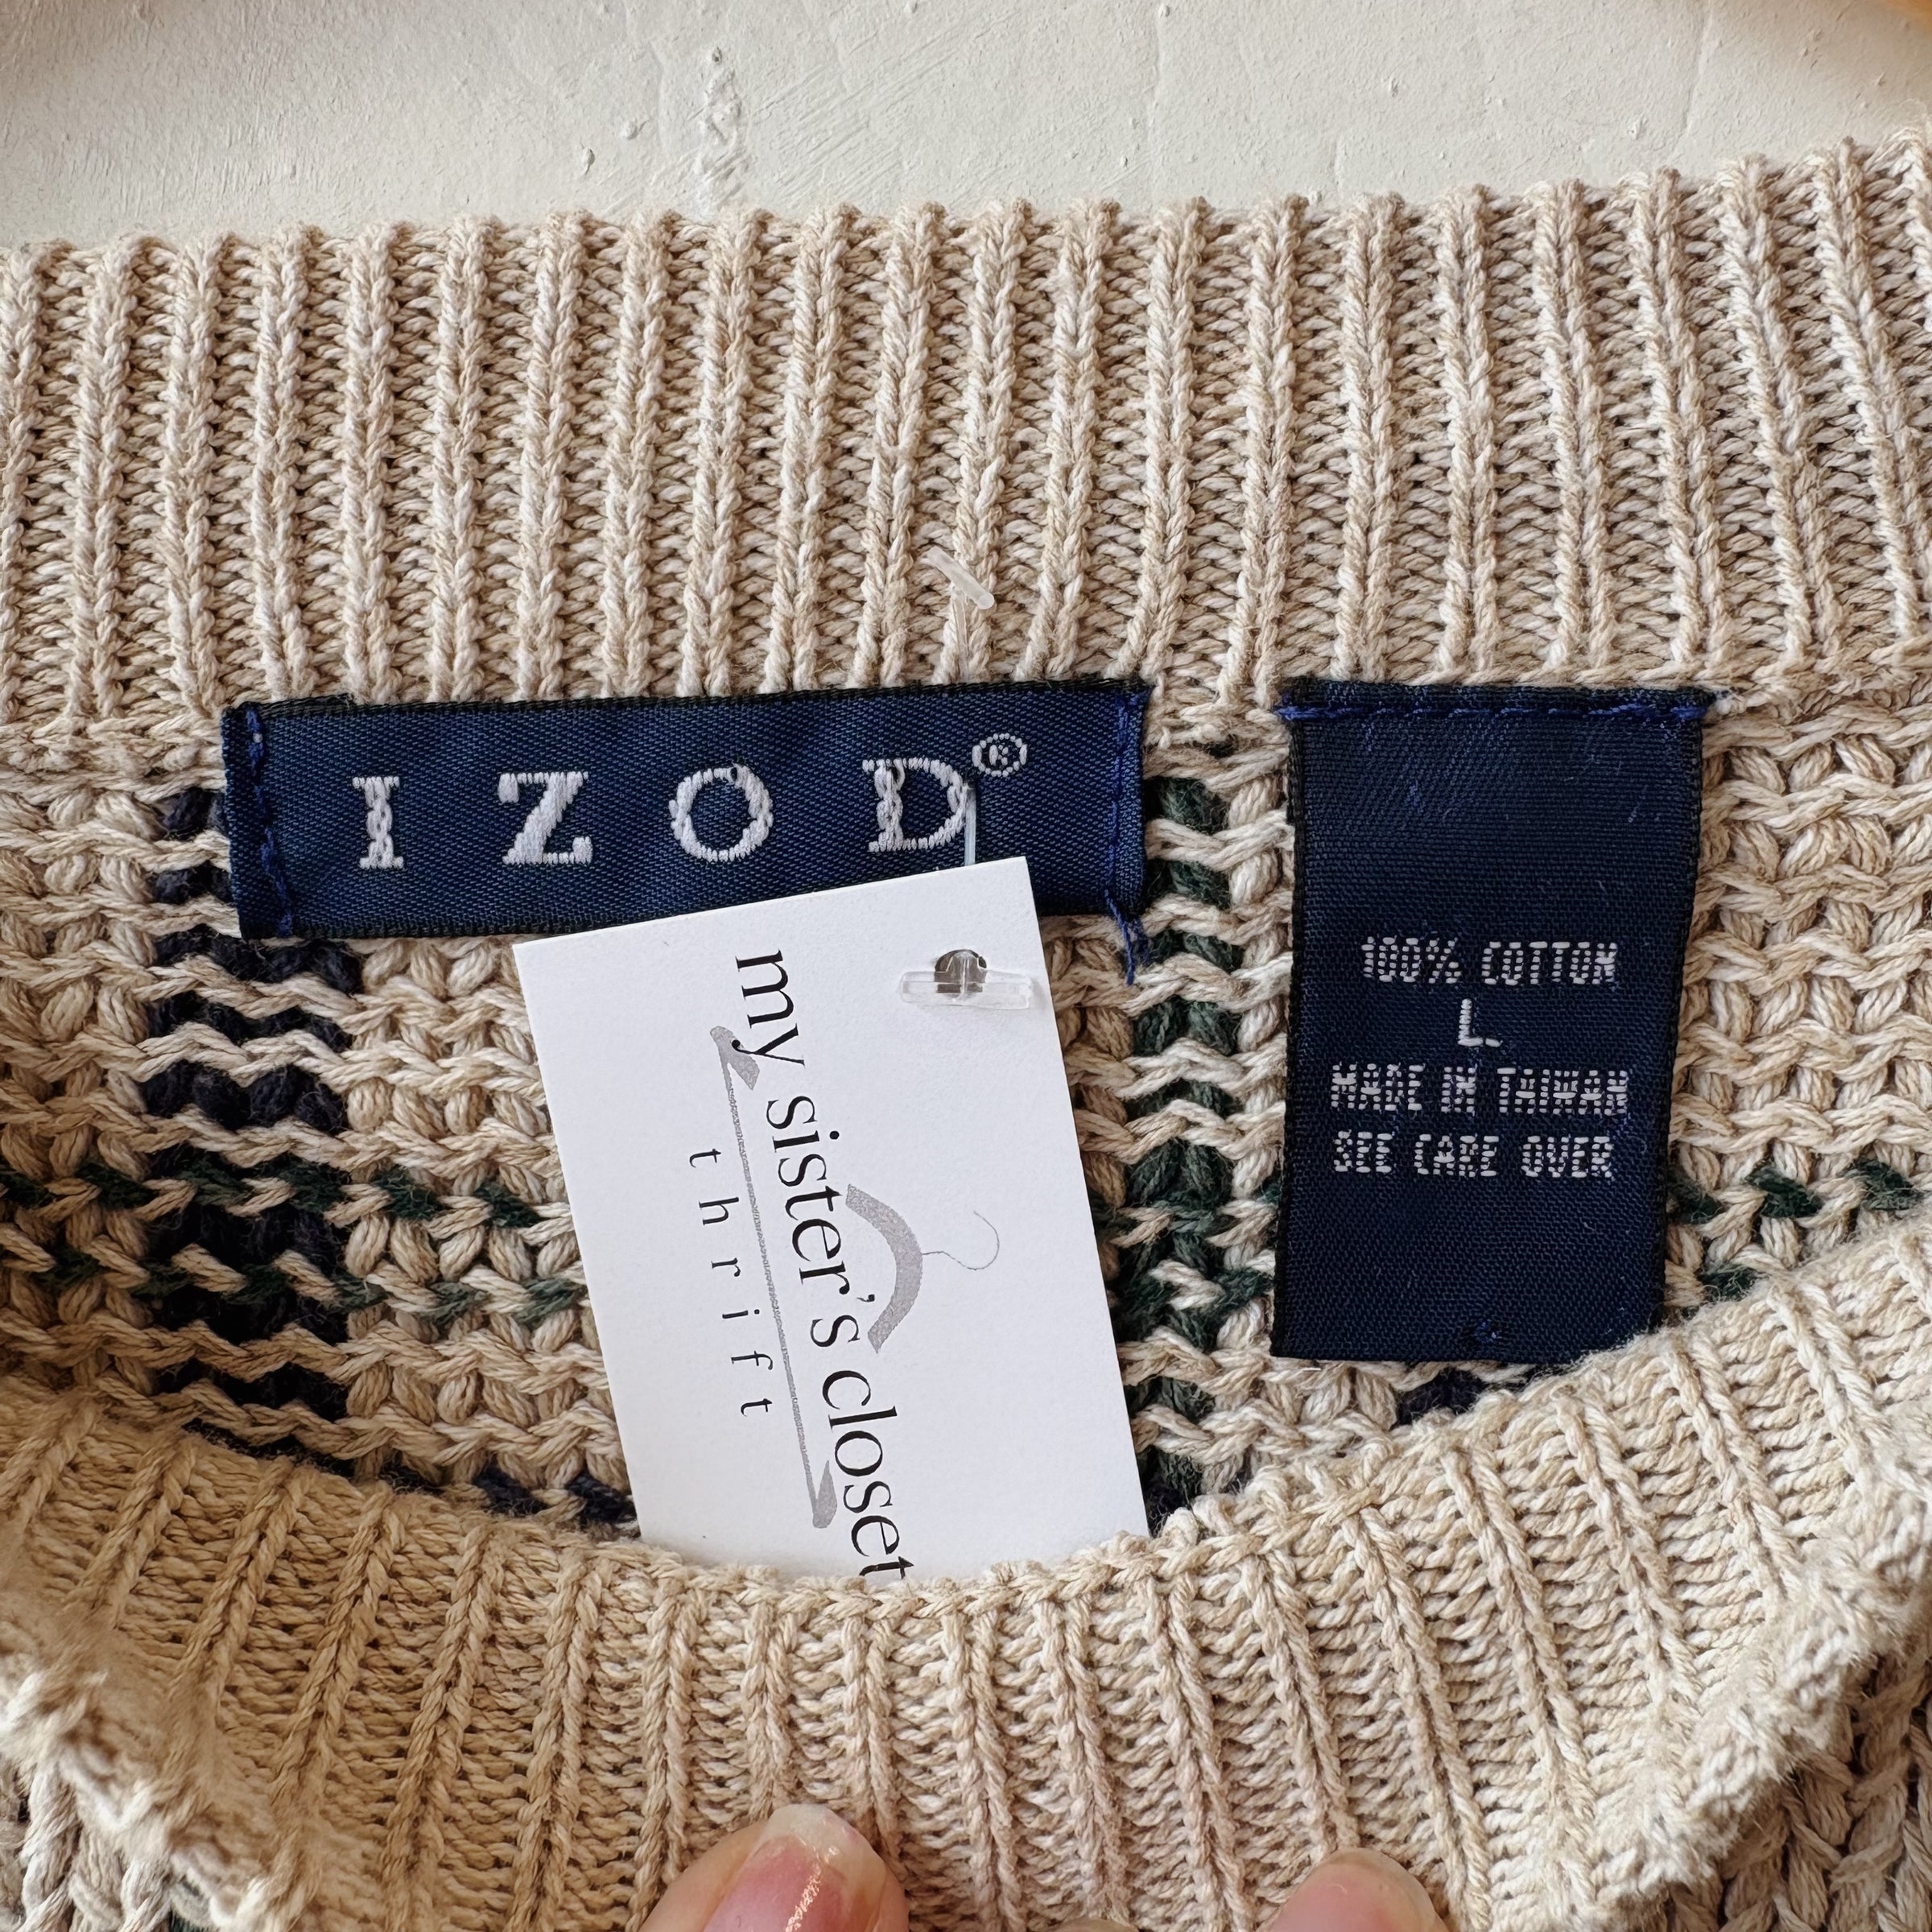 IZOD®
my sister's closet
thrift
100% COTTON
L.
MADE IN TAIWAN
SEE CARE OVER